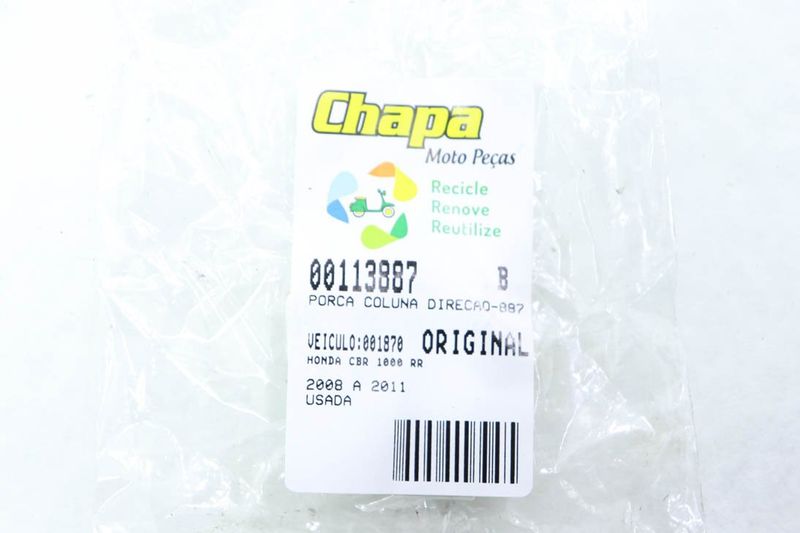 Chapa
Moto Peças
Recicle
Renove
Reutilize
00113887 B
PORCA COLUNA DIRECAO-087
VEICULO:001870 ORIGINAL
HONDA CBR 1000 RR
2008 A 2011
USADA